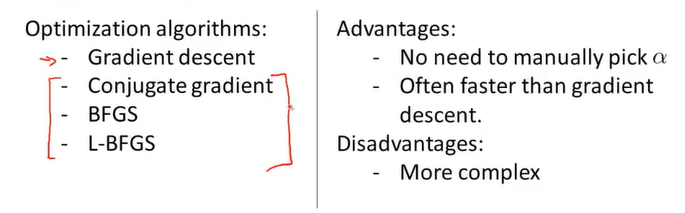 Optimization algorithms:
- Gradient descent
- Conjugate gradient
- BFGS
- L-BFGS
Advantages:
- No need to manually pick α
- Often faster than gradient
descent.
Disadvantages:
- More complex